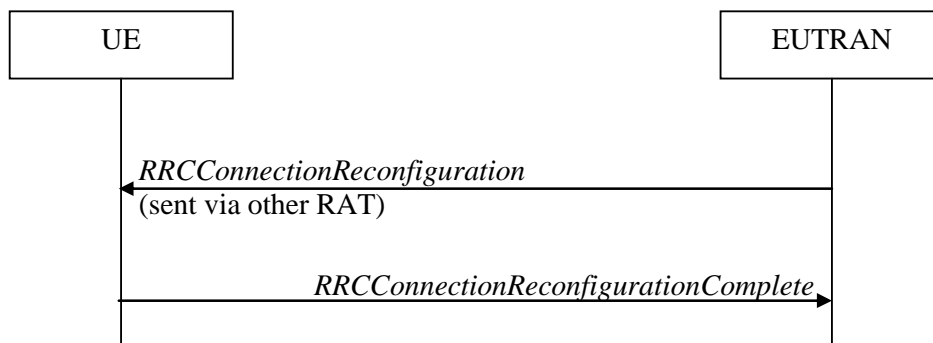 UE
EUTRAN
RRCConnectionReconfiguration
(sent via other RAT)
RRCConnectionReconfigurationComplete